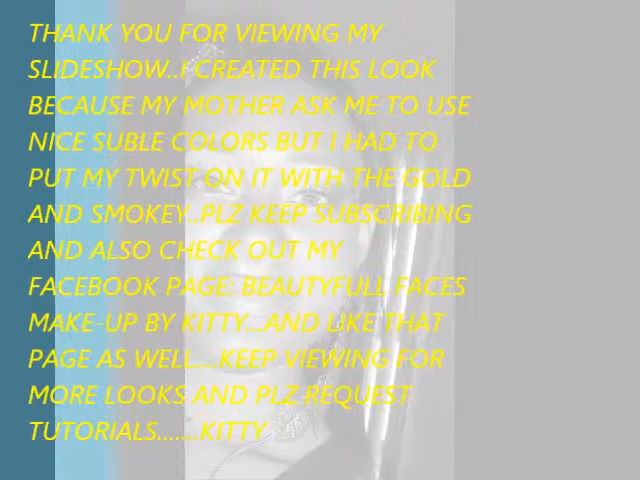 THANK YOU FOR VIEWING MY
SLIDESHOW..I CREATED THIS LOOK
BECAUSE MY MOTHER ASK ME TO USE
NICE SUBLE COLORS BUT I HAD TO
PUT MY TWIST ON IT WITH THE GOLD
AND SMOKEY..PLZ KEEP SUBSCRIBING
AND ALSO CHECK OUT MY
FACEBOOK PAGE: BEAUTYFULL FACES
MAKE-UP BY KITTY...AND LIKE THAT
PAGE AS WELL....KEEP VIEWING FOR
MORE LOOKS AND PLZ REQUEST
TUTORIALS.......KITTY